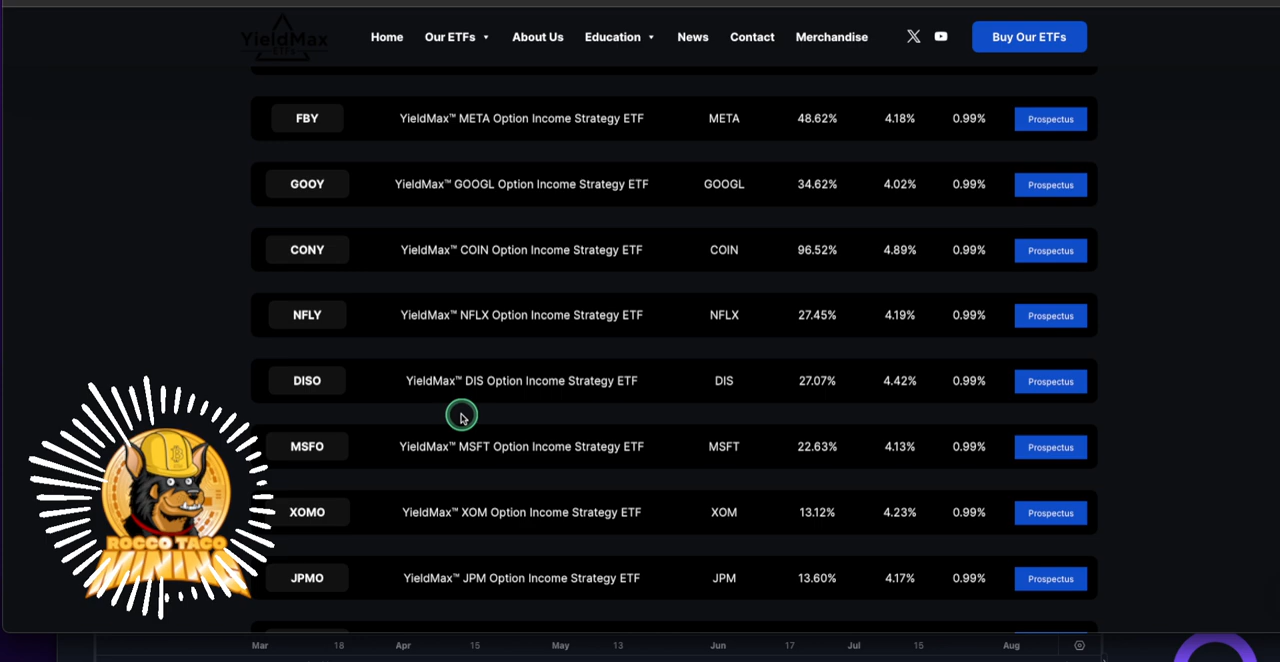 YieldMax
ETFs
Home Our ETFs About Us Education News Contact Merchandise Buy Our ETFs
FBY YieldMax™ META Option Income Strategy ETF META 48.62% 4.18% 0.99% Prospectus
GOOY YieldMax™ GOOGL Option Income Strategy ETF GOOGL 34.62% 4.02% 0.99% Prospectus
CONY YieldMax™ COIN Option Income Strategy ETF COIN 96.52% 4.89% 0.99% Prospectus
NFLY YieldMax™ NFLX Option Income Strategy ETF NFLX 27.45% 4.19% 0.99% Prospectus
DISO YieldMax™ DIS Option Income Strategy ETF DIS 27.07% 4.42% 0.99% Prospectus
MSFO YieldMax™ MSFT Option Income Strategy ETF MSFT 22.63% 4.13% 0.99% Prospectus
XOMO YieldMax™ XOM Option Income Strategy ETF XOM 13.12% 4.23% 0.99% Prospectus
ROCCO TACO
MINING
JPMO YieldMax™ JPM Option Income Strategy ETF JPM 13.60% 4.17% 0.99% Prospectus
Mar 18 Apr 15 May 13 Jun 17 Jul 15 Aug